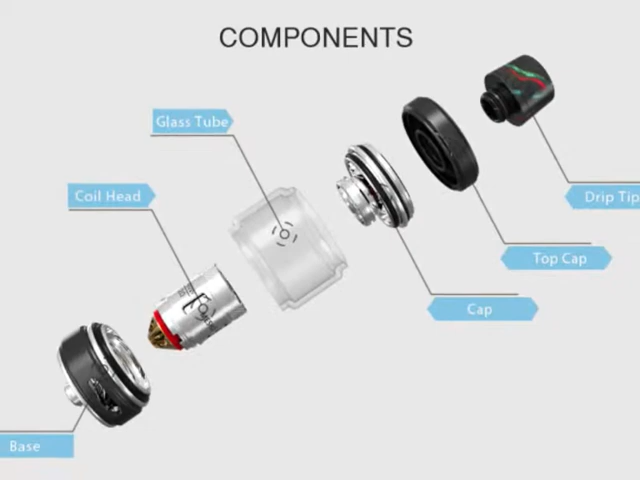 COMPONENTS
Glass Tube
Coil Head
Drip Tip
Top Cap
Cap
Base